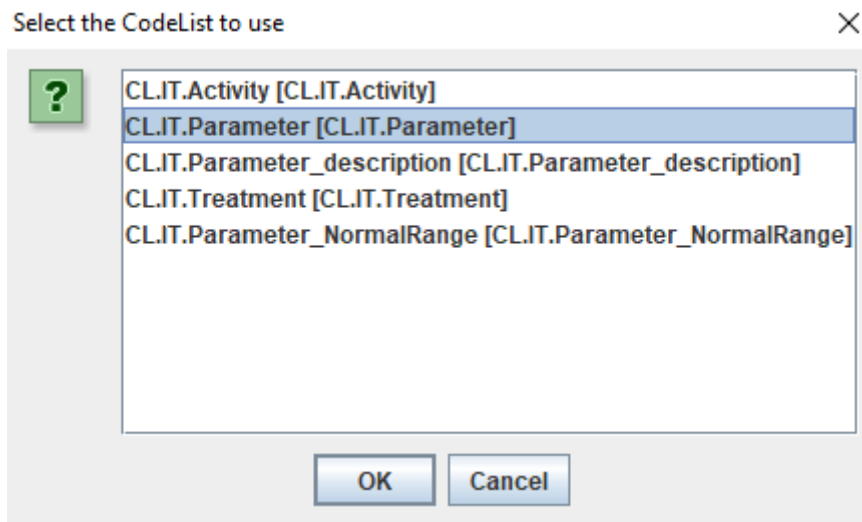 Select the CodeList to use
CL.IT.Activity [CL.IT.Activity]
CL.IT.Parameter [CL.IT.Parameter]
CL.IT.Parameter_description [CL.IT.Parameter_description]
CL.IT.Treatment [CL.IT.Treatment]
CL.IT.Parameter_NormalRange [CL.IT.Parameter_NormalRange]
OK Cancel